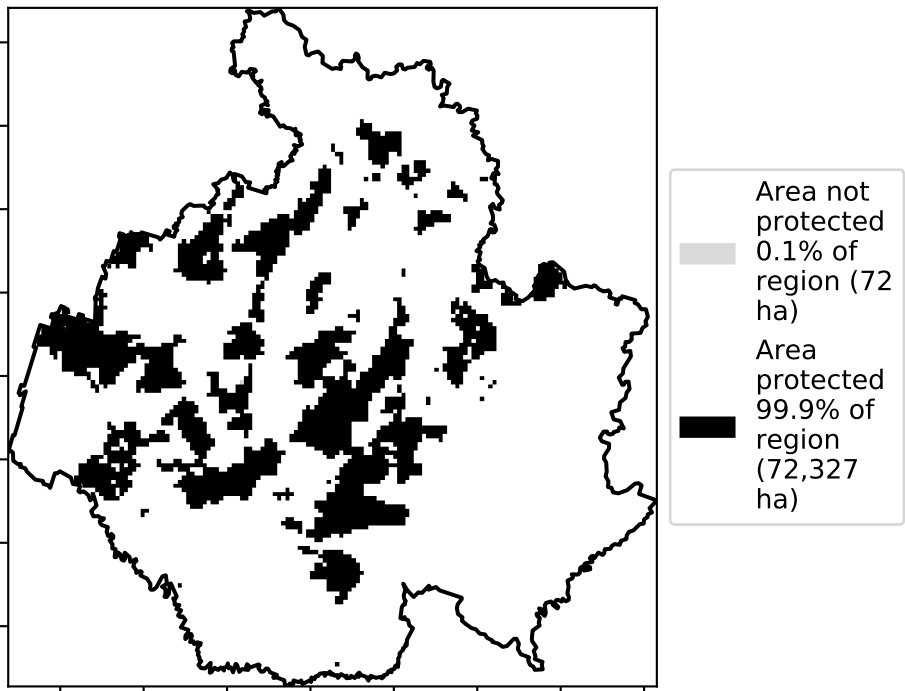 Area not
protected
0.1% of
region (72
ha)
Area
protected
99.9% of
region
(72,327
ha)